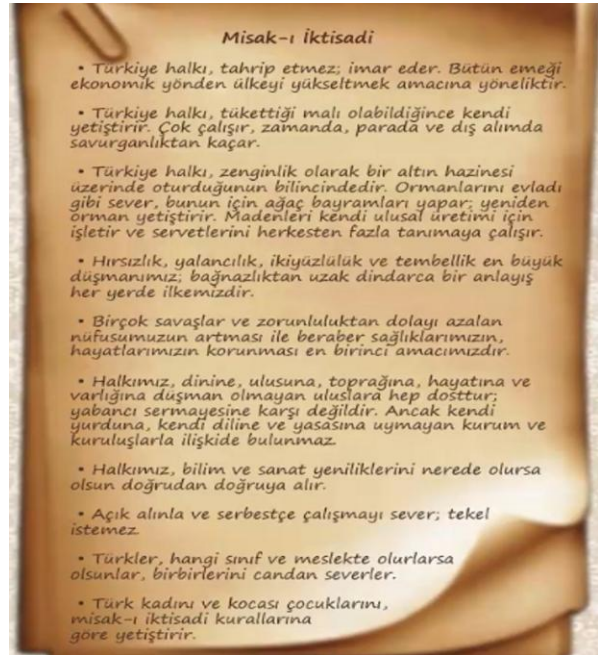 Misak-ı İktisadi
• Türkiye halkı, tahrip etmez; imar eder. Bütün emeği
ekonomik yönden ülkeyi yükseltmek amacına yöneliktir.
• Türkiye halkı, tükettiği malı olabildiğince kendi
yetiştirir. Çok çalışır, zamanda, parada ve dış alımda
savurganlıktan kaçar.
• Türkiye halkı, zenginlik olarak bir altın hazinesi
üzerinde oturduğunun bilincindedir. Ormanlarını evladı
gibi sever, bunun için ağaç bayramları yapar; yeniden
orman yetiştirir. Madenleri kendi ulusal üretimi için
işletir ve servetlerini herkesten fazla tanımaya çalışır.
• Hırsızlık, yalancılık, ikiyüzlülük ve tembellik en büyük
düşmanımız; bağnazlıktan uzak dindarca bir anlayış
her yerde ilkemizdir.
• Birçok savaşlar ve zorunluluktan dolayı azalan
nüfusumuzun artması ile beraber sağlıklarımızın,
hayatlarımızın korunması en birinci amacımızdır.
• Halkımız, dinine, ulusuna, toprağına, hayatına ve
varlığına düşman olmayan uluslara hep dosttur;
yabancı sermayesine karşı değildir. Ancak kendi
yurduna, kendi diline ve yasasına uymayan kurum ve
kuruluşlarla ilişkide bulunmaz.
• Halkımız, bilim ve sanat yeniliklerini nerede olursa
olsun doğrudan doğruya alır.
• Açık alınla ve serbestçe çalışmayı sever; tekel
istemez.
• Türkler, hangi sınıf ve meslekte olurlarsa
olsunlar, birbirlerini candan severler.
• Türk kadını ve kocası çocuklarını,
misak-ı iktisadi kurallarına
göre yetiştirir.